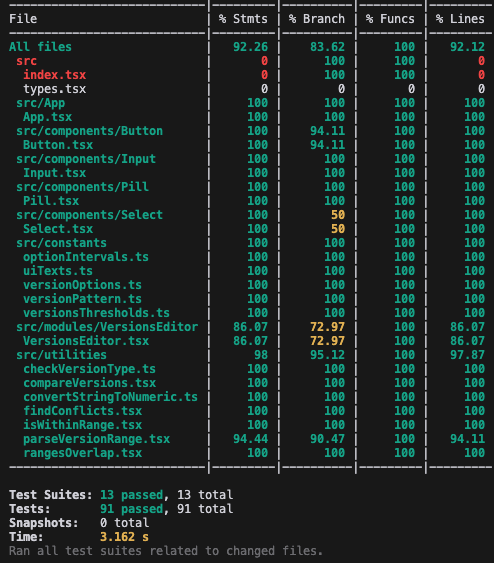 File | % Stmts | % Branch | % Funcs | % Lines
All files | 92.26 | 83.62 | 100 | 92.12
src | 0 | 100 | 100 | 0
index.tsx | 0 | 100 | 100 | 0
types.tsx | 0 | 0 | 0 | 0
src/App | 100 | 100 | 100 | 100
App.tsx | 100 | 100 | 100 | 100
src/components/Button | 100 | 94.11 | 100 | 100
Button.tsx | 100 | 94.11 | 100 | 100
src/components/Input | 100 | 100 | 100 | 100
Input.tsx | 100 | 100 | 100 | 100
src/components/Pill | 100 | 100 | 100 | 100
Pill.tsx | 100 | 100 | 100 | 100
src/components/Select | 100 | 50 | 100 | 100
Select.tsx | 100 | 50 | 100 | 100
src/constants | 100 | 100 | 100 | 100
optionIntervals.ts | 100 | 100 | 100 | 100
uiTexts.ts | 100 | 100 | 100 | 100
versionOptions.ts | 100 | 100 | 100 | 100
versionPattern.ts | 100 | 100 | 100 | 100
versionsThresholds.ts | 100 | 100 | 100 | 100
src/modules/VersionsEditor | 86.07 | 72.97 | 100 | 86.07
VersionsEditor.tsx | 86.07 | 72.97 | 100 | 86.07
src/utilities | 98 | 95.12 | 100 | 97.87
checkVersionType.ts | 100 | 100 | 100 | 100
compareVersions.tsx | 100 | 100 | 100 | 100
convertStringToNumeric.ts | 100 | 100 | 100 | 100
findConflicts.tsx | 100 | 100 | 100 | 100
isWithinRange.tsx | 100 | 100 | 100 | 100
parseVersionRange.tsx | 94.44 | 90.47 | 100 | 94.11
rangesOverlap.tsx | 100 | 100 | 100 | 100
Test Suites: 13 passed, 13 total
Tests: 91 passed, 91 total
Snapshots: 0 total
Time: 3.162 s
Ran all test suites related to changed files.